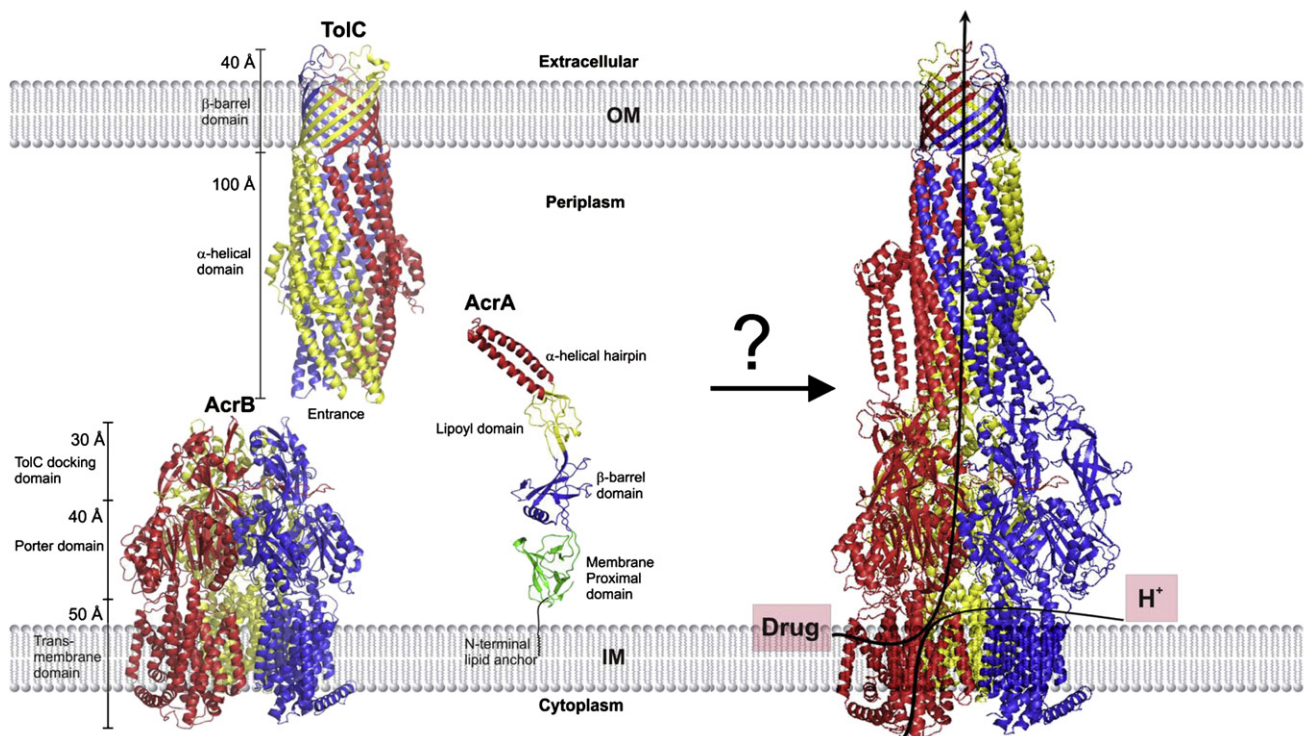 TolC
40 Å
β-barrel
domain
100 Å
α-helical
domain
Entrance
Extracellular
OM
Periplasm
AcrA
α-helical hairpin
Lipoyl domain
β-barrel
domain
Membrane
Proximal
domain
N-terminal
lipid anchor
IM
Cytoplasm
AcrB
30 Å
TolC docking
domain
40 Å
Porter domain
50 Å
Trans-
membrane
domain
?
Drug
H⁺